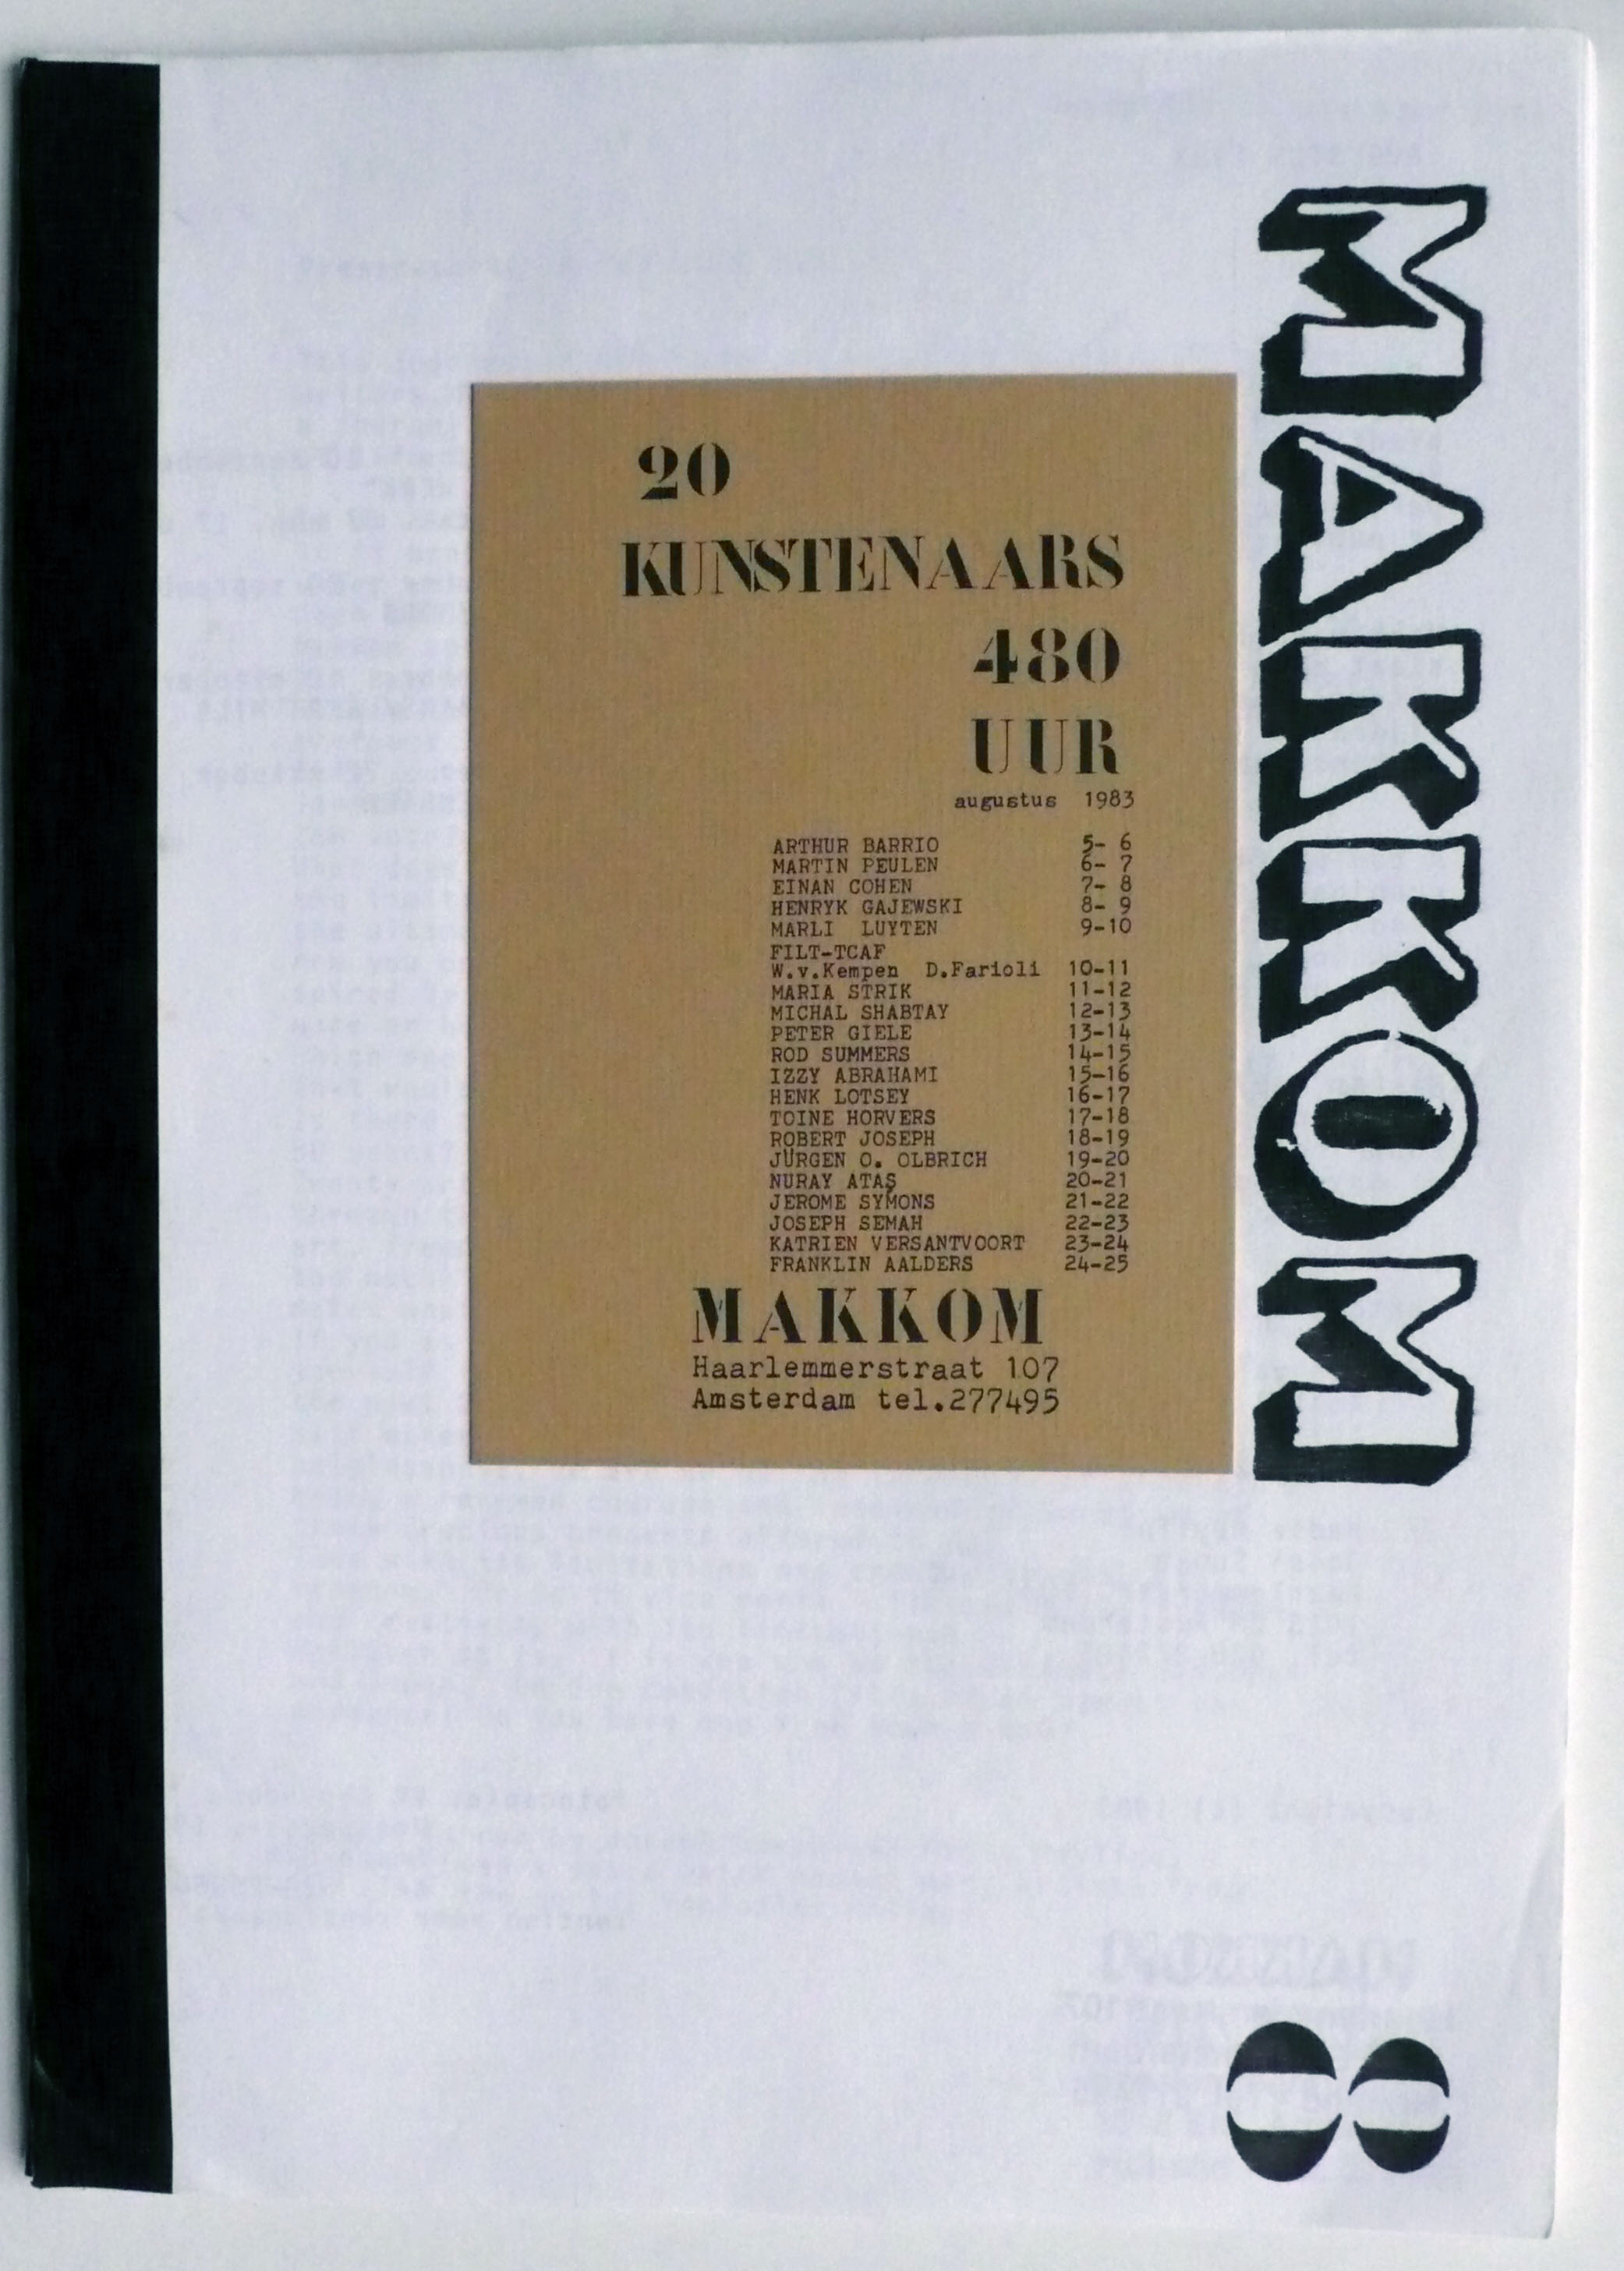 20
KUNSTENAARS
480
UUR
augustus 1983
ARTHUR BARRIO 5- 6
MARTIN PEULEN 6- 7
EINAN COHEN 7- 8
HENRYK GAJEWSKI 8- 9
MARLI LUYTEN 9-10
FILT-TCAF
W.v.Kempen D.Farioli 10-11
MARIA STRIK 11-12
MICHAL SHABTAY 12-13
PETER GIELE 13-14
ROD SUMMERS 14-15
IZZY ABRAHAMI 15-16
HENK LOTSEY 16-17
TOINE HORVERS 17-18
ROBERT JOSEPH 18-19
JÜRGEN O. OLBRICH 19-20
NURAY ATAŞ 20-21
JEROME SYMONS 21-22
JOSEPH SEMAH 22-23
KATRIEN VERSANTVOORT 23-24
FRANKLIN AALDERS 24-25
MAKKOM
Haarlemmerstraat 107
Amsterdam tel.277495
MAKKOM
8